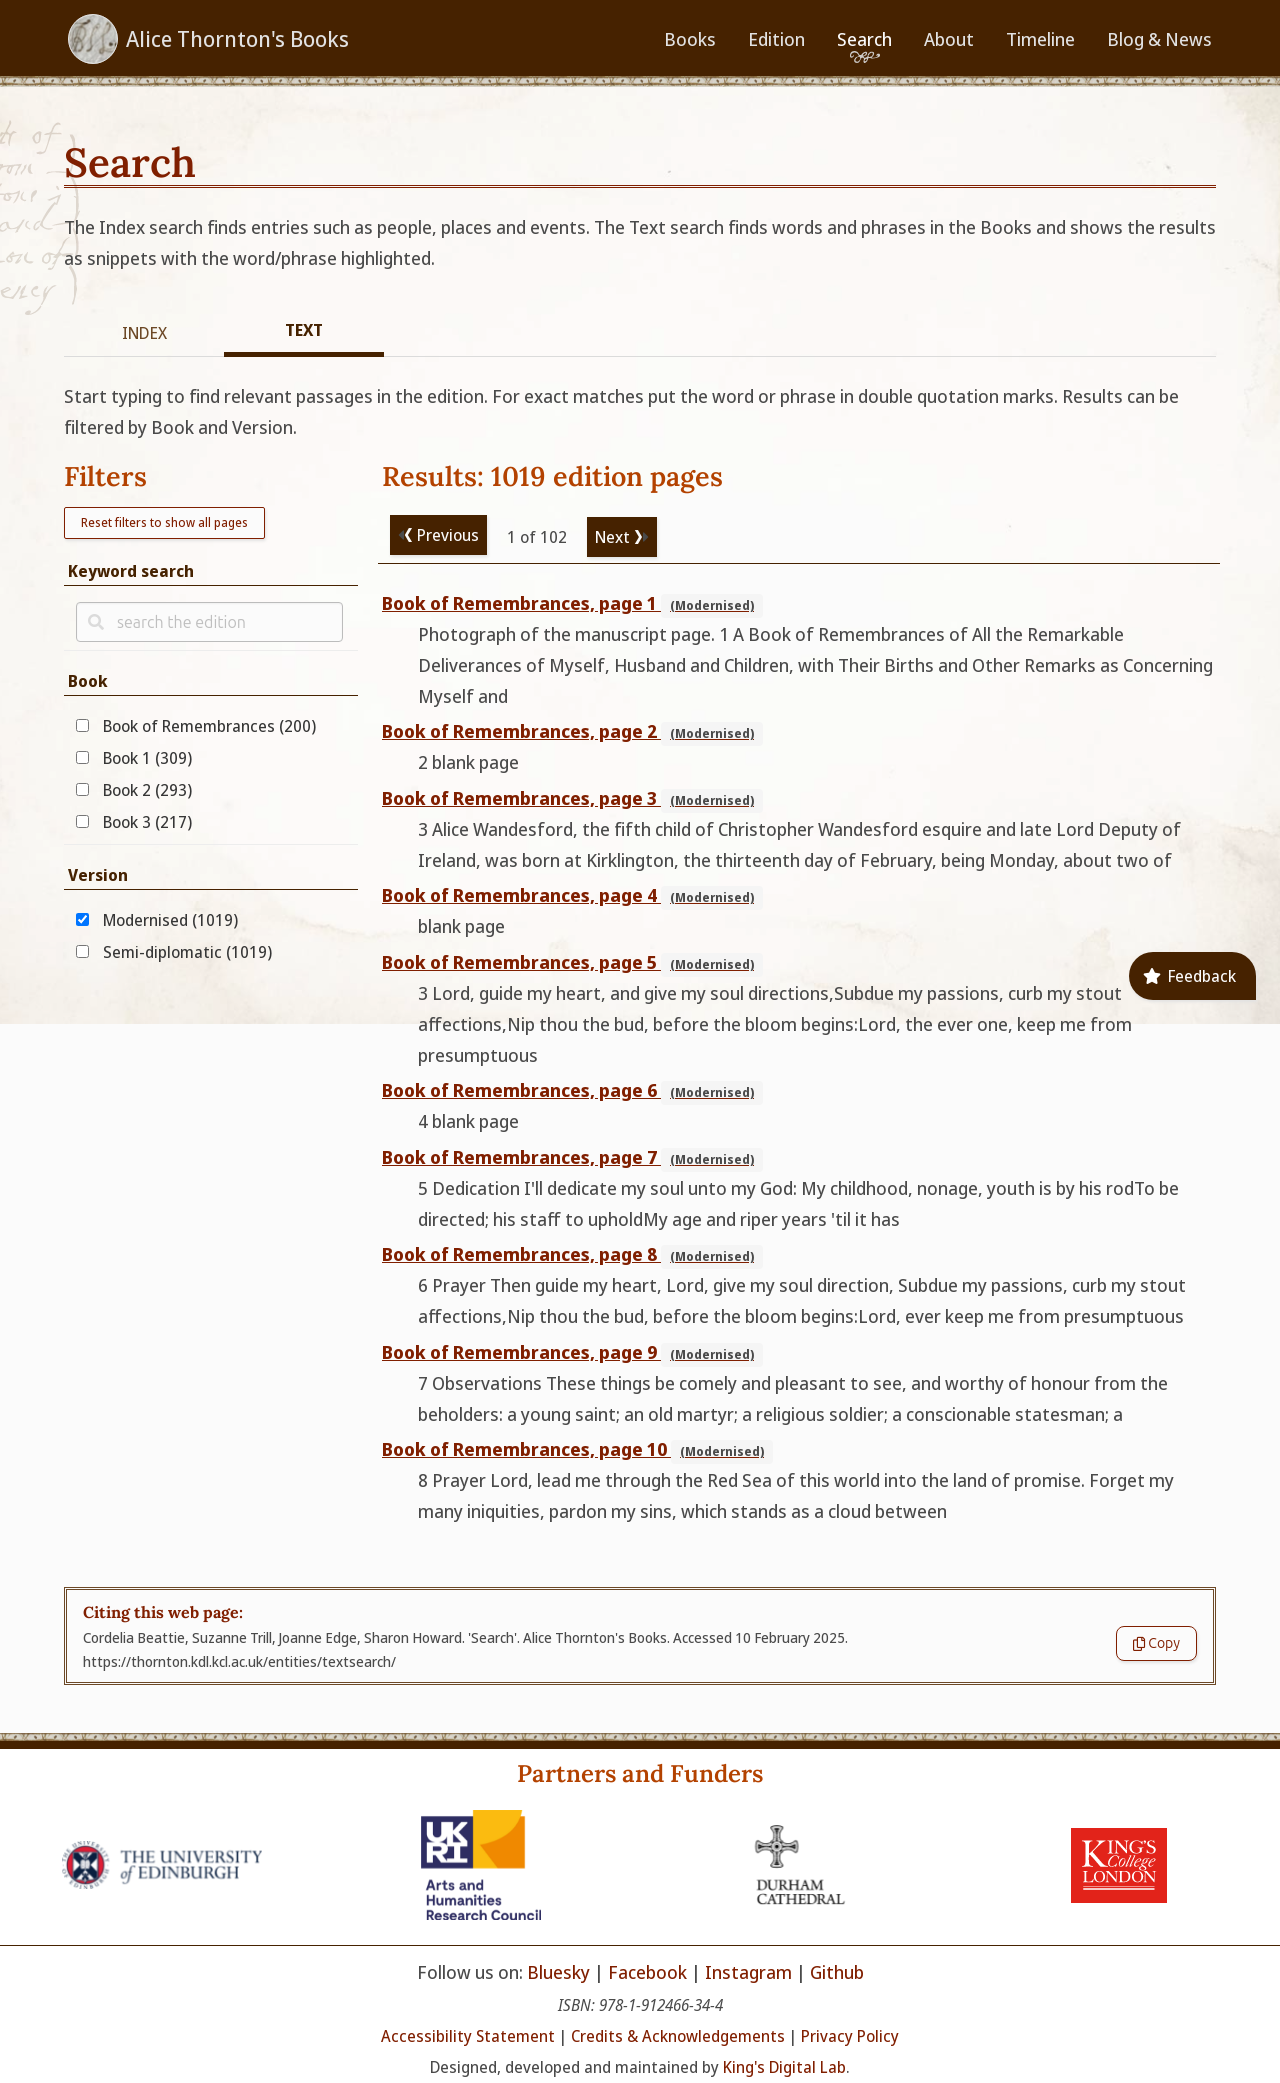 Alice Thornton's Books
Books Edition Search About Timeline Blog & News
Search
The Index search finds entries such as people, places and events. The Text search finds words and phrases in the Books and shows the results
as snippets with the word/phrase highlighted.
INDEX TEXT
Start typing to find relevant passages in the edition. For exact matches put the word or phrase in double quotation marks. Results can be
filtered by Book and Version.
Filters
Reset filters to show all pages
Keyword search
search the edition
Book
Book of Remembrances (200)
Book 1 (309)
Book 2 (293)
Book 3 (217)
Version
Modernised (1019)
Semi-diplomatic (1019)
Results: 1019 edition pages
Previous 1 of 102 Next
Book of Remembrances, page 1 (Modernised)
Photograph of the manuscript page. 1 A Book of Remembrances of All the Remarkable
Deliverances of Myself, Husband and Children, with Their Births and Other Remarks as Concerning
Myself and
Book of Remembrances, page 2 (Modernised)
2 blank page
Book of Remembrances, page 3 (Modernised)
3 Alice Wandesford, the fifth child of Christopher Wandesford esquire and late Lord Deputy of
Ireland, was born at Kirklington, the thirteenth day of February, being Monday, about two of
Book of Remembrances, page 4 (Modernised)
blank page
Book of Remembrances, page 5 (Modernised)
3 Lord, guide my heart, and give my soul directions,Subdue my passions, curb my stout
affections,Nip thou the bud, before the bloom begins:Lord, the ever one, keep me from
presumptuous
Book of Remembrances, page 6 (Modernised)
4 blank page
Book of Remembrances, page 7 (Modernised)
5 Dedication I'll dedicate my soul unto my God: My childhood, nonage, youth is by his rodTo be
directed; his staff to upholdMy age and riper years 'til it has
Book of Remembrances, page 8 (Modernised)
6 Prayer Then guide my heart, Lord, give my soul direction, Subdue my passions, curb my stout
affections,Nip thou the bud, before the bloom begins:Lord, ever keep me from presumptuous
Book of Remembrances, page 9 (Modernised)
7 Observations These things be comely and pleasant to see, and worthy of honour from the
beholders: a young saint; an old martyr; a religious soldier; a conscionable statesman; a
Book of Remembrances, page 10 (Modernised)
8 Prayer Lord, lead me through the Red Sea of this world into the land of promise. Forget my
many iniquities, pardon my sins, which stands as a cloud between
Feedback
Citing this web page:
Cordelia Beattie, Suzanne Trill, Joanne Edge, Sharon Howard. 'Search'. Alice Thornton's Books. Accessed 10 February 2025.
https://thornton.kdl.kcl.ac.uk/entities/textsearch/
Copy
Partners and Funders
THE UNIVERSITY
of EDINBURGH
UK
RI
Arts and
Humanities
Research Council
DURHAM
CATHEDRAL
KING'S
College
LONDON
Follow us on: Bluesky | Facebook | Instagram | Github
ISBN: 978-1-912466-34-4
Accessibility Statement | Credits & Acknowledgements | Privacy Policy
Designed, developed and maintained by King's Digital Lab.